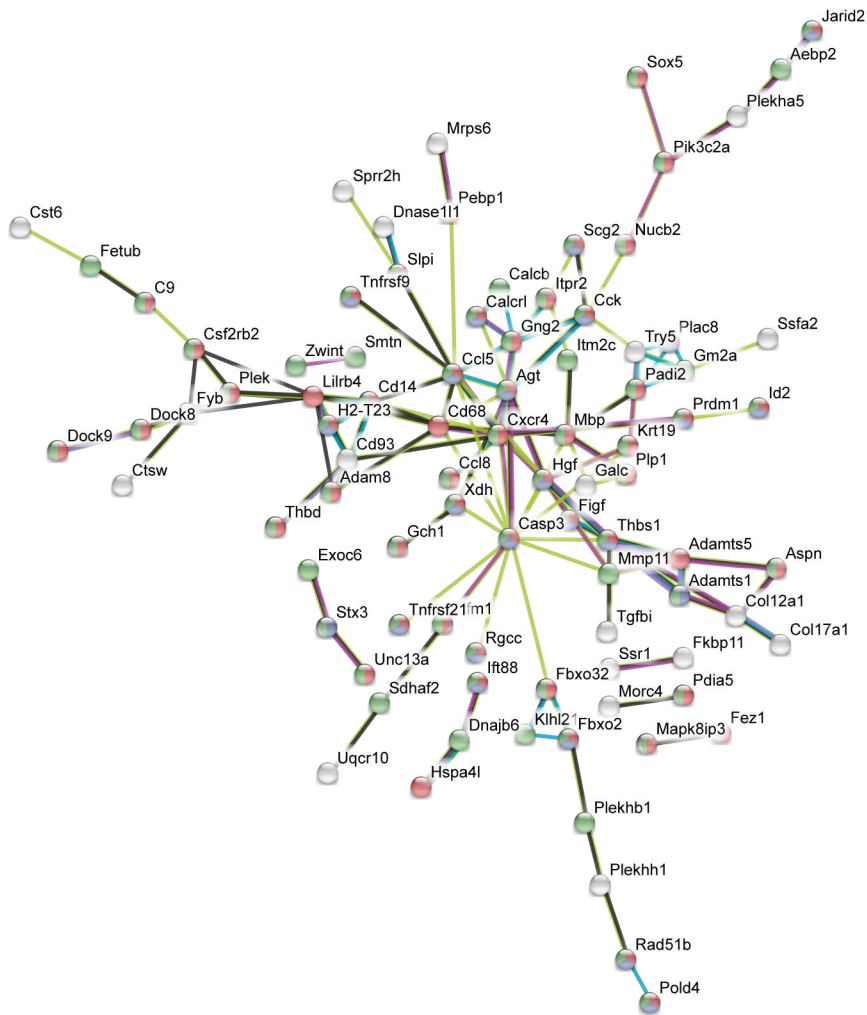 Jarid2
Aebp2
Sox5
Plekha5
Mrps6
Pik3c2a
Sprr2h
Pebp1
Dnase1l1
Cst6
Scg2
Nucb2
Fetub
Slpi
Calcb
Tnfrsf9
Itpr2
C9
Calcrl
Cck
Csf2rb2
Gng2
Try5
Plac8
Ssfa2
Smtn
Itm2c
Zwint
Ccl5
Gm2a
Plek
Lilrb4
Cd14
Agt
Padi2
Fyb
Id2
Dock8
H2-T23
Cd68
Cxcr4
Mbp
Prdm1
Dock9
Cd93
Krt19
Ctsw
Ccl8
Hgf
Plp1
Adam8
Galc
Xdh
Thbd
Figf
Gch1
Casp3
Thbs1
Exoc6
Mmp11
Adamts5
Aspn
Adamts1
Stx3
Tnfrsf21
fm1
Col12a1
Tgfbi
Col17a1
Unc13a
Rgcc
Ssr1
Fkbp11
Sdhaf2
Ift88
Fbxo32
Morc4
Pdia5
Uqcr10
Dnajb6
Klhl21
Fbxo2
Mapk8ip3
Fez1
Hspa4l
Plekhb1
Plekhh1
Rad51b
Pold4